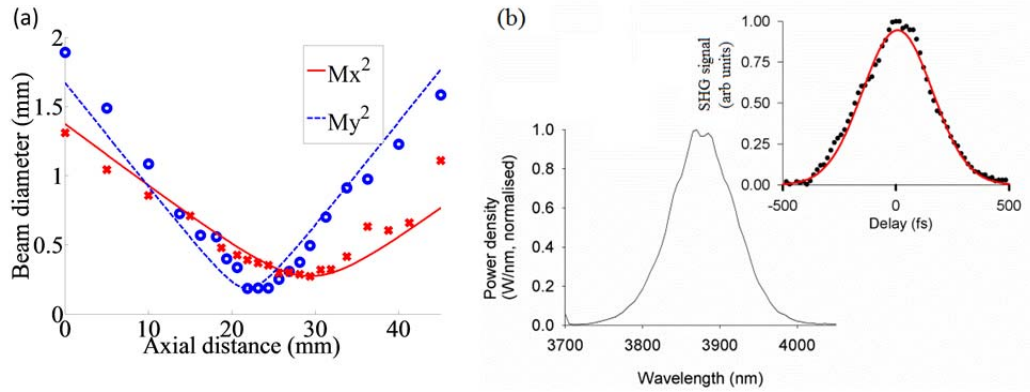 (a)
2
1.5
1
0.5
0
0
10
20
30
40
Beam diameter (mm)
Axial distance (mm)
Mx²
My²
(b)
1.0
0.8
0.6
0.4
0.2
0.0
3700
3800
3900
4000
Power density
(W/nm, normalised)
Wavelength (nm)
SHG signal
(arb units)
1.00
0.75
0.50
0.25
0.00
-500
0
500
Delay (fs)